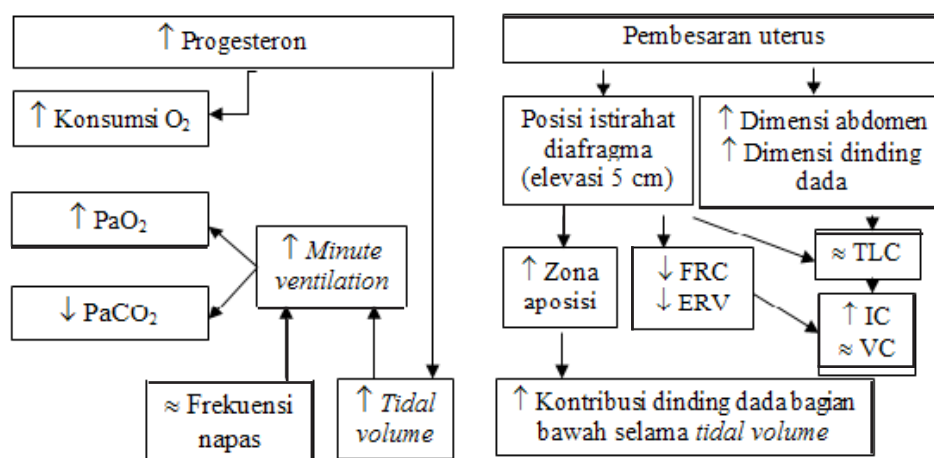 ↑ Progesteron
↑ Konsumsi O₂
↑ PaO₂
↓ PaCO₂
↑ Minute
ventilation
≈ Frekuensi
napas
↑ Tidal
volume
Pembesaran uterus
Posisi istirahat
diafragma
(elevasi 5 cm)
↑ Dimensi abdomen
↑ Dimensi dinding
dada
↑ Zona
aposisi
↓ FRC
↓ ERV
≈ TLC
↑ IC
≈ VC
↑ Kontribusi dinding dada bagian
bawah selama tidal volume